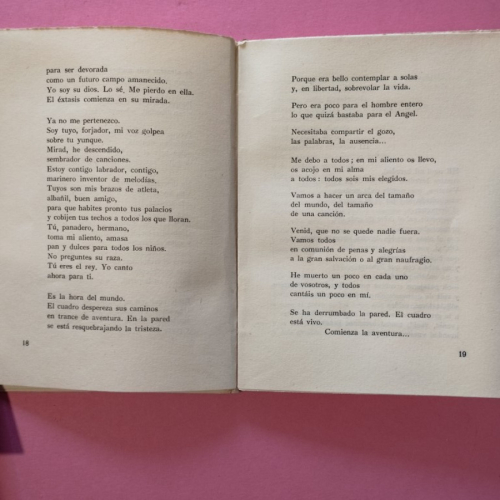 para ser devorada
como un futuro campo amanecido.
Yo soy su dios. Lo sé. Me pierdo en ella.
El éxtasis comienza en su mirada.
Ya no me pertenezco.
Soy tuyo, forjador, mi voz golpea
sobre tu yunque.
Mirad, he descendido,
sembrador de canciones.
Estoy contigo labrador, contigo,
marinero inventor de melodías.
Tuyos son mis brazos de atleta,
albañil, buen amigo,
para que habites pronto tus palacios
y cobijen tus techos a todos los que lloran.
Tú, panadero, hermano,
toma mi aliento, amasa
pan y dulces para todos los niños.
No preguntes su raza.
Tú eres el rey. Yo canto
ahora para ti.
Es la hora del mundo.
El cuadro despereza sus caminos
en trance de aventura. En la pared
se está resquebrajando la tristeza.
18
Porque era bello contemplar a solas
y, en libertad, sobrevolar la vida.
Pero era poco para el hombre entero
lo que quizá bastaba para el Angel.
Necesitaba compartir el gozo,
las palabras, la ausencia...
Me debo a todos; en mi aliento os llevo,
os arrojo en mi alma
a todos: todos sois mis elegidos.
Vamos a hacer un arca del tamaño
del mundo, del tamaño
de una canción.
Venid, que no se quede nadie fuera.
Vamos todos
en comunión de penas y alegrías
a la gran salvación o al gran naufragio.
He muerto un poco en cada uno
de vosotros, y todos
cantáis un poco en mí.
Se ha derrumbado la pared. El cuadro
está vivo.
Comienza la aventura...
19